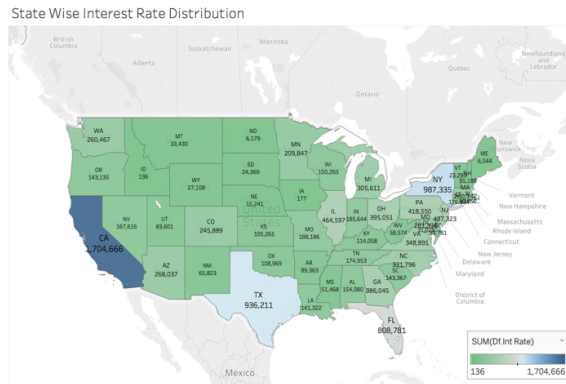 State Wise Interest Rate Distribution
British
Columbia
Alberta
Saskatchewan
Manitoba
Ontario
Quebec
Newfoundland
and
Labrador
WA
260,467
MT
33,430
ND
6,179
MN
209,847
ME
6,544
New
Brunswick
Nova
Scotia
OR
143,135
ID
136
WY
27,108
SD
24,369
WI
150,265
MI
305,611
NY
987,335
VT
NV
167,616
UT
83,601
CO
245,889
NE
15,241
IA
177
IL
464,597
IN
OH
395,051
PA
418,550
NJ
437,323
Vermont
New Hampshire
Massachusetts
Rhode Island
Connecticut
New Jersey
Delaware
Maryland
District of
Columbia
United
States
CA
1,704,666
KS
105,265
MO
188,186
KY
114,058
WV
58,574
VA
348,891
AZ
268,037
NM
65,823
OK
108,969
AR
89,363
TN
174,953
NC
331,796
SC
143,367
TX
936,211
LA
141,322
MS
51,468
AL
154,080
GA
386,045
FL
808,781
Mexico
SUM(Df.Int Rate)
136
1,704,666